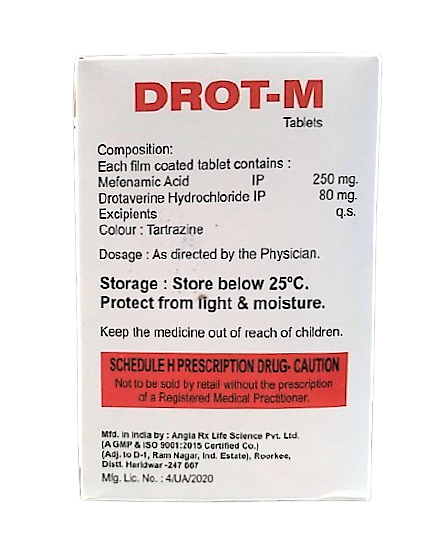 DROT-M
Tablets
Composition:
Each film coated tablet contains :
Mefenamic Acid IP 250 mg.
Drotaverine Hydrochloride IP 80 mg.
Excipients q.s.
Colour : Tartrazine
Dosage : As directed by the Physician.
Storage : Store below 25ºC.
Protect from light & moisture.
Keep the medicine out of reach of children.
SCHEDULE H PRESCRIPTION DRUG- CAUTION
Not to be sold by retail without the prescription
of a Registered Medical Practitioner.
Mfd. in India by : Angia Rx Life Science Pvt. Ltd.
(A GMP & ISO 9001:2015 Certified Co.)
(Adj. to D-1, Ram Nagar, Ind. Estate), Roorkee,
Distt. Haridwar -247 667
Mfg. Lic. No. : 4/UA/2020